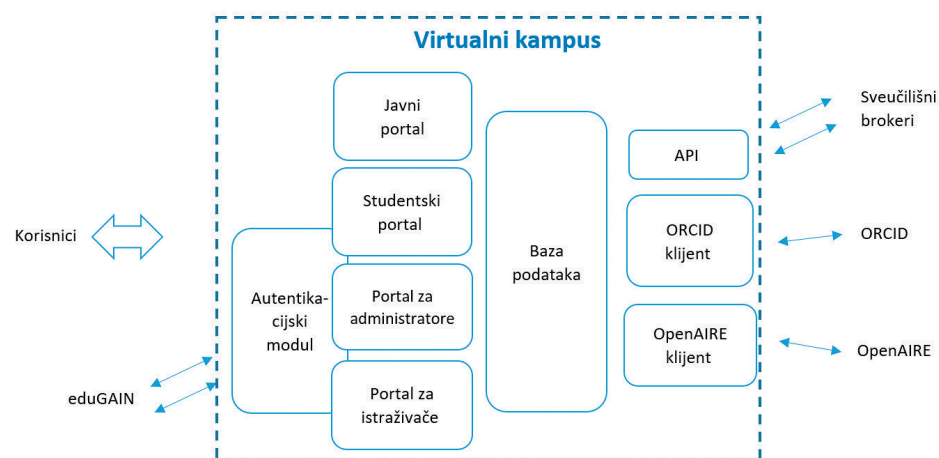 Virtualni kampus
Javni
portal
Studentski
portal
Portal za
administratore
Portal za
istraživače
Autentika-
cijski
modul
Baza
podataka
API
ORCID
klijent
OpenAIRE
klijent
Korisnici
eduGAIN
Sveučilišni
brokeri
ORCID
OpenAIRE